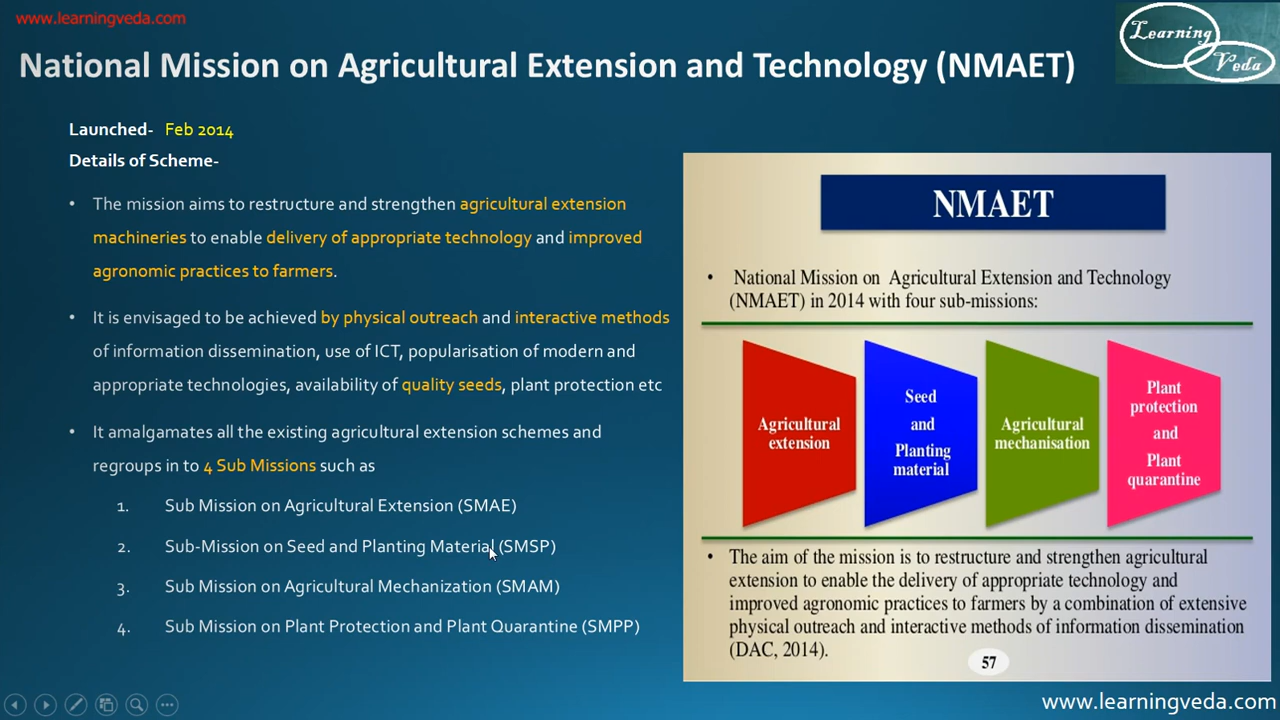 www.learningveda.com
Learning
Veda
National Mission on Agricultural Extension and Technology (NMAET)
Launched- Feb 2014
Details of Scheme-
• The mission aims to restructure and strengthen agricultural extension
machineries to enable delivery of appropriate technology and improved
agronomic practices to farmers.
• It is envisaged to be achieved by physical outreach and interactive methods
of information dissemination, use of ICT, popularisation of modern and
appropriate technologies, availability of quality seeds, plant protection etc
• It amalgamates all the existing agricultural extension schemes and
regroups in to 4 Sub Missions such as
1. Sub Mission on Agricultural Extension (SMAE)
2. Sub-Mission on Seed and Planting Material (SMSP)
3. Sub Mission on Agricultural Mechanization (SMAM)
4. Sub Mission on Plant Protection and Plant Quarantine (SMPP)
NMAET
• National Mission on Agricultural Extension and Technology
(NMAET) in 2014 with four sub-missions:
Agricultural
extension
Seed
and
Planting
material
Agricultural
mechanisation
Plant
protection
and
Plant
quarantine
• The aim of the mission is to restructure and strengthen agricultural
extension to enable the delivery of appropriate technology and
improved agronomic practices to farmers by a combination of extensive
physical outreach and interactive methods of information dissemination
(DAC, 2014).
57
www.learningveda.com